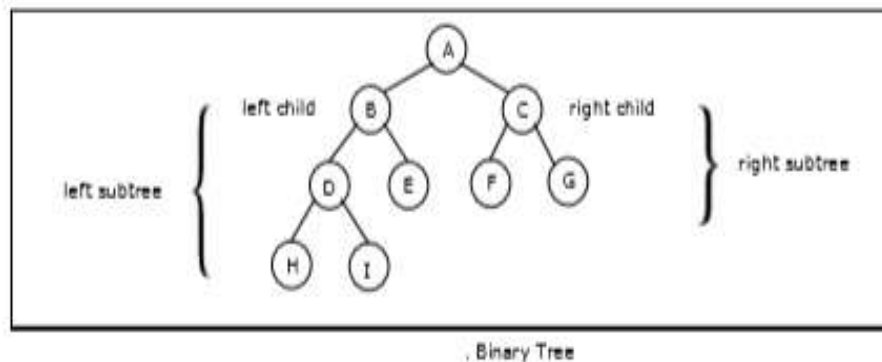 A
left child B C right child
right subtree
left subtree D E F G
H I
. Binary Tree